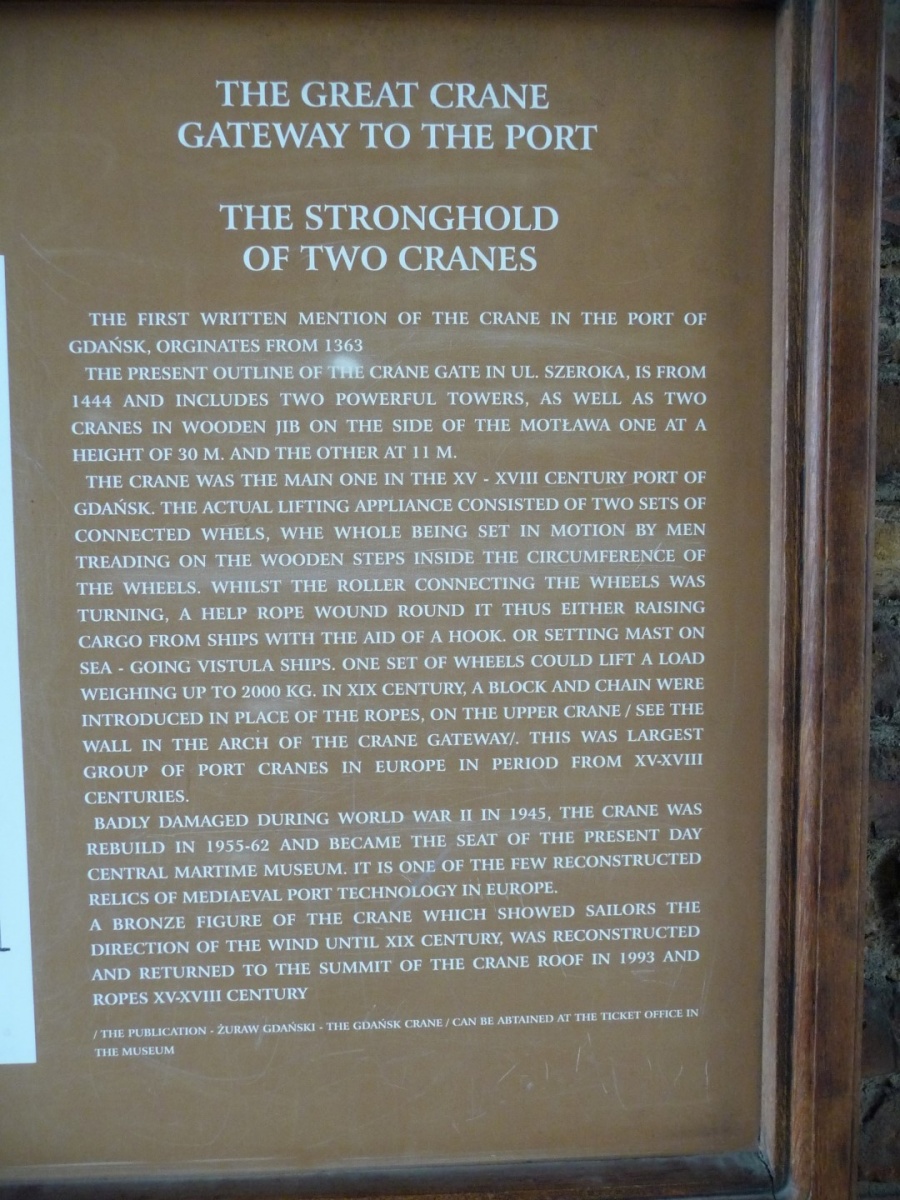 THE GREAT CRANE
GATEWAY TO THE PORT
THE STRONGHOLD
OF TWO CRANES
THE FIRST WRITTEN MENTION OF THE CRANE IN THE PORT OF
GDAŃSK, ORGINATES FROM 1363
THE PRESENT OUTLINE OF THE CRANE GATE IN UL. SZEROKA, IS FROM
1444 AND INCLUDES TWO POWERFUL TOWERS, AS WELL AS TWO
CRANES IN WOODEN JIB ON THE SIDE OF THE MOTŁAWA ONE AT A
HEIGHT OF 30 M. AND THE OTHER AT 11 M.
THE CRANE WAS THE MAIN ONE IN THE XV - XVIII CENTURY PORT OF
GDAŃSK. THE ACTUAL LIFTING APPLIANCE CONSISTED OF TWO SETS OF
CONNECTED WHELS, WHE WHOLE BEING SET IN MOTION BY MEN
TREADING ON THE WOODEN STEPS INSIDE THE CIRCUMFERENCE OF
THE WHEELS. WHILST THE ROLLER CONNECTING THE WHEELS WAS
TURNING, A HELP ROPE WOUND ROUND IT THUS EITHER RAISING
CARGO FROM SHIPS WITH THE AID OF A HOOK. OR SETTING MAST ON
SEA - GOING VISTULA SHIPS. ONE SET OF WHEELS COULD LIFT A LOAD
WEIGHING UP TO 2000 KG. IN XIX CENTURY, A BLOCK AND CHAIN WERE
INTRODUCED IN PLACE OF THE ROPES, ON THE UPPER CRANE / SEE THE
WALL IN THE ARCH OF THE CRANE GATEWAY/. THIS WAS LARGEST
GROUP OF PORT CRANES IN EUROPE IN PERIOD FROM XV-XVIII
CENTURIES.
BADLY DAMAGED DURING WORLD WAR II IN 1945, THE CRANE WAS
REBUILD IN 1955-62 AND BECAME THE SEAT OF THE PRESENT DAY
CENTRAL MARTIME MUSEUM. IT IS ONE OF THE FEW RECONSTRUCTED
RELICS OF MEDIAEVAL PORT TECHNOLOGY IN EUROPE.
A BRONZE FIGURE OF THE CRANE WHICH SHOWED SAILORS THE
DIRECTION OF THE WIND UNTIL XIX CENTURY, WAS RECONSTRUCTED
AND RETURNED TO THE SUMMIT OF THE CRANE ROOF IN 1993 AND
ROPES XV-XVIII CENTURY
/ THE PUBLICATION - ŻURAW GDAŃSKI - THE GDAŃSK CRANE / CAN BE ABTAINED AT THE TICKET OFFICE IN
THE MUSEUM